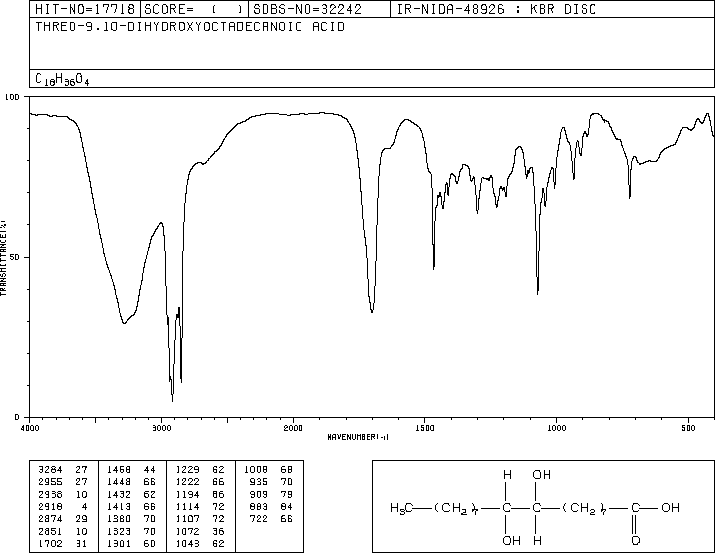 HIT-NO=17718 SCORE= ( ) SDBS-NO=32242 IR-NIDA-48926 : KBR DISC
THREO-9,10-DIHYDROXYOCTADECANOIC ACID
C18H36O4
100
50
0
TRANSMITTANCE(%)
4000 3000 2000 1500 1000 500
WAVENUMBER(-1)
3284 27 1468 44 1229 62 1008 68
2955 27 1448 66 1222 66 935 70
2938 10 1432 62 1194 86 909 79
2918 4 1413 66 1114 72 883 84
2874 29 1380 70 1107 72 722 66
2851 10 1323 70 1072 36
1702 31 1301 60 1043 62
H OH
H3C (CH2)7 C C (CH2)7 C OH
OH H O